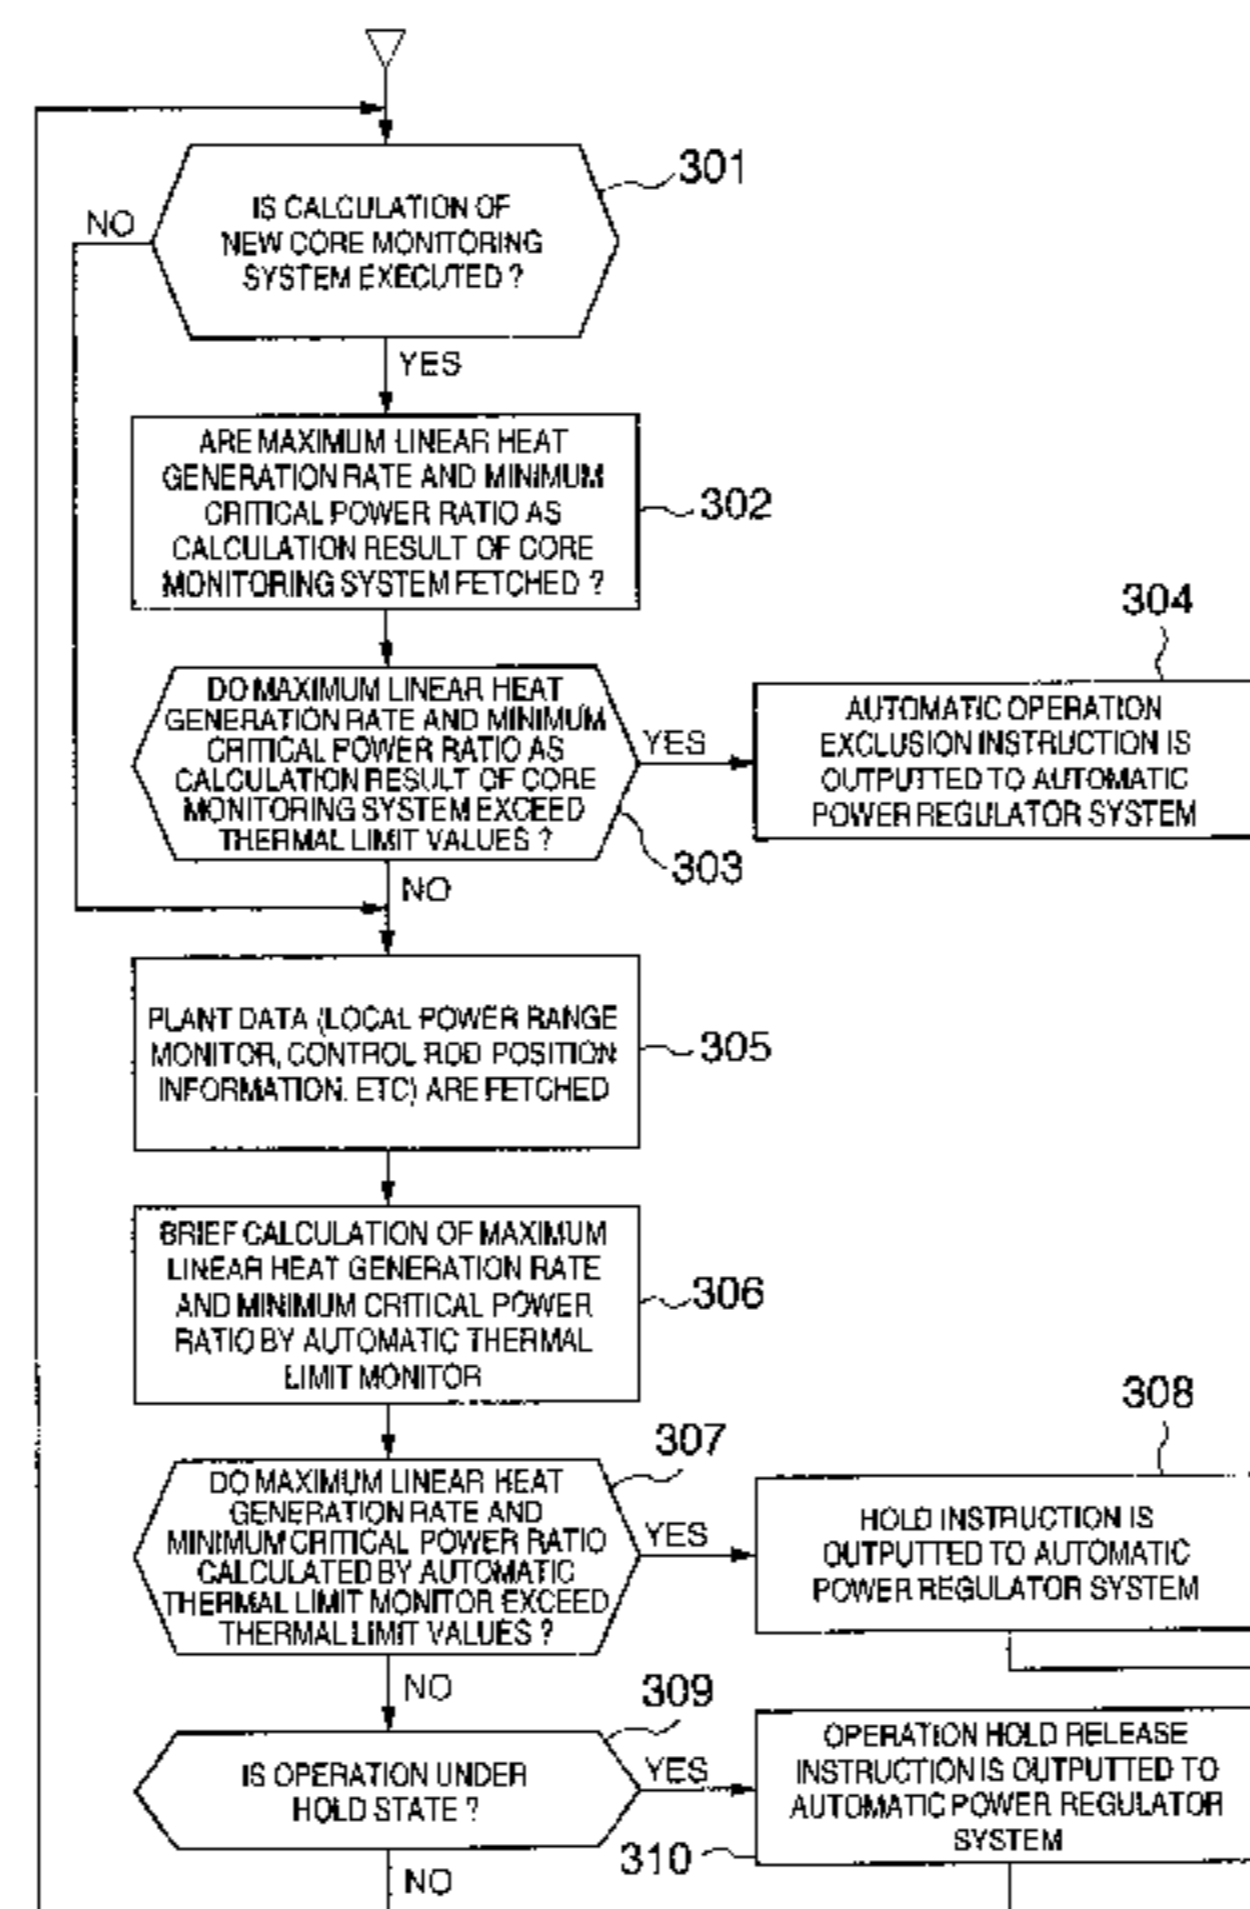 301
IS CALCULATION OF
NEW CORE MONITORING
SYSTEM EXECUTED ?
NO
YES
ARE MAXIMUM LINEAR HEAT
GENERATION RATE AND MINIMUM
CRITICAL POWER RATIO AS
CALCULATION RESULT OF CORE
MONITORING SYSTEM FETCHED ?
302
304
DO MAXIMUM LINEAR HEAT
GENERATION RATE AND MINIMUM
CRITICAL POWER RATIO AS
CALCULATION RESULT OF CORE
MONITORING SYSTEM EXCEED
THERMAL LIMIT VALUES ?
YES
303
NO
AUTOMATIC OPERATION
EXCLUSION INSTRUCTION IS
OUTPUTTED TO AUTOMATIC
POWER REGULATOR SYSTEM
PLANT DATA (LOCAL POWER RANGE
MONITOR, CONTROL ROD POSITION
INFORMATION. ETC) ARE FETCHED
305
BRIEF CALCULATION OF MAXIMUM
LINEAR HEAT GENERATION RATE
AND MINIMUM CRITICAL POWER
RATIO BY AUTOMATIC THERMAL
LIMIT MONITOR
306
307
308
DO MAXIMUM LINEAR HEAT
GENERATION RATE AND
MINIMUM CRITICAL POWER RATIO
CALCULATED BY AUTOMATIC
THERMAL LIMIT MONITOR EXCEED
THERMAL LIMIT VALUES ?
YES
NO
HOLD INSTRUCTION IS
OUTPUTTED TO AUTOMATIC
POWER REGULATOR SYSTEM
309
IS OPERATION UNDER
HOLD STATE ?
YES
NO
OPERATION HOLD RELEASE
INSTRUCTION IS OUTPUTTED TO
AUTOMATIC POWER REGULATOR
SYSTEM
310